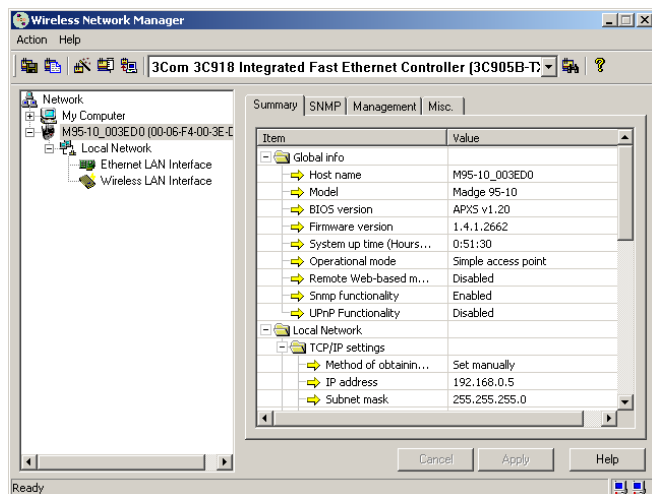 Wireless Network Manager
Action Help
3Com 3C918 Integrated Fast Ethernet Controller (3C905B-T
Network
My Computer
M95-10_003ED0 (00-06-F4-00-3E-
Local Network
Ethernet LAN Interface
Wireless LAN Interface
Summary SNMP Management Misc.
Item Value
Global info
Host name M95-10_003ED0
Model Madge 95-10
BIOS version APXS v1.20
Firmware version 1.4.1.2662
System up time (Hours... 0:51:30
Operational mode Simple access point
Remote Web-based m... Disabled
Snmp functionality Enabled
UPnP Functionality Disabled
Local Network
TCP/IP settings
Method of obtainin... Set manually
IP address 192.168.0.5
Subnet mask 255.255.255.0
Cancel Apply Help
Ready